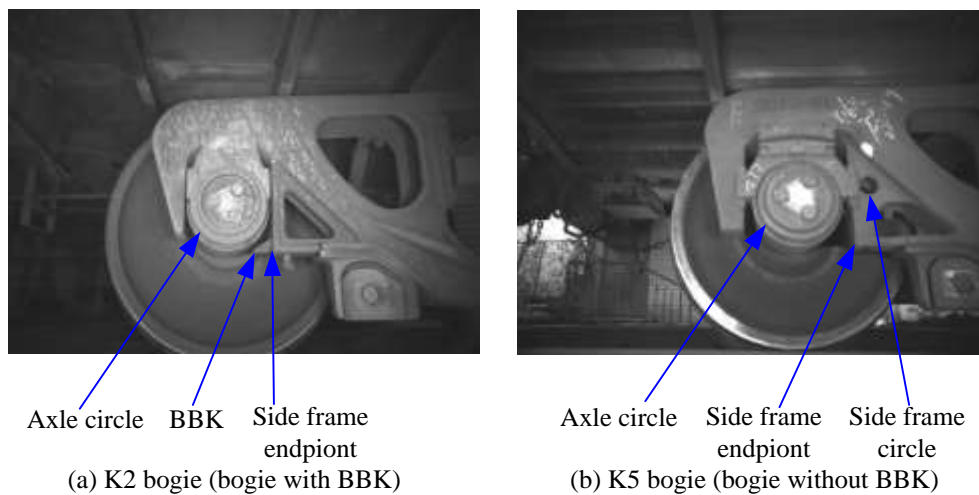 Axle circle BBK Side frame endpiont
(a) K2 bogie (bogie with BBK)
Axle circle Side frame endpiont Side frame circle
(b) K5 bogie (bogie without BBK)